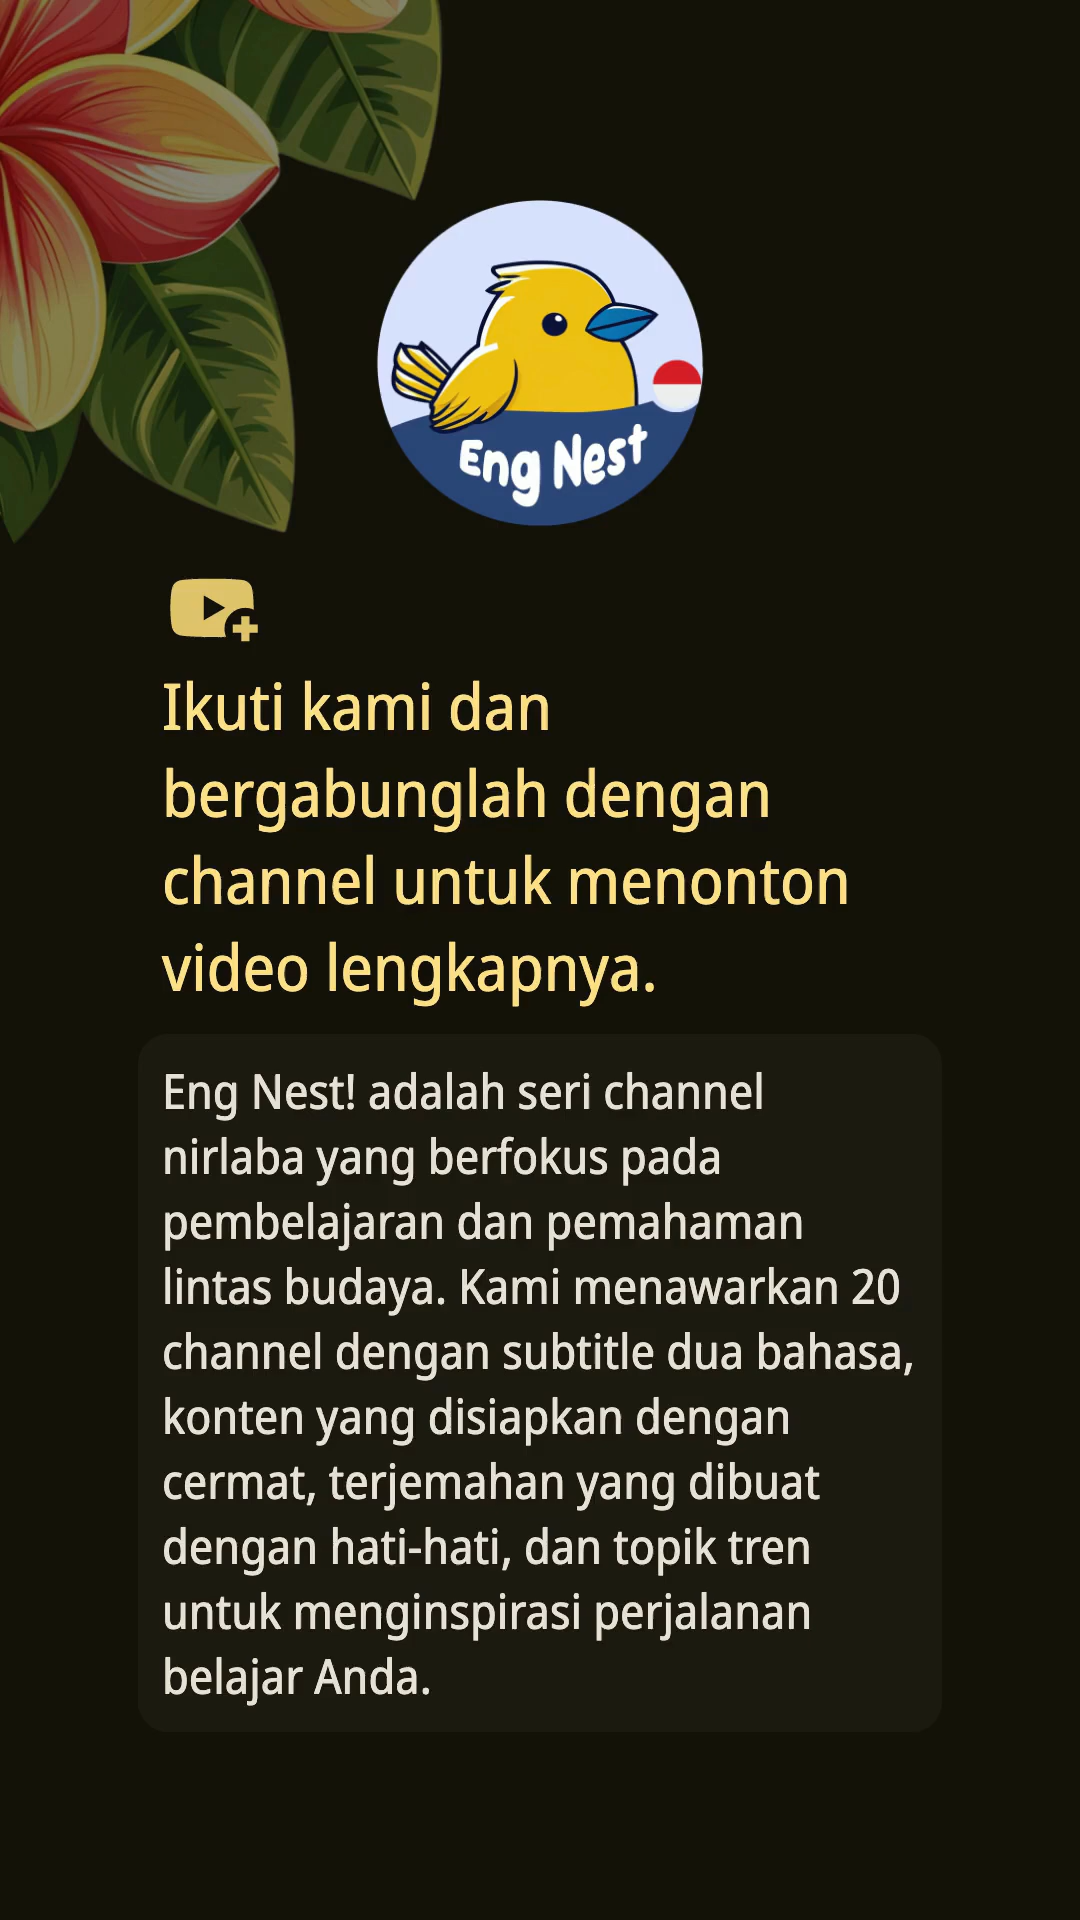 Eng Nest
Ikuti kami dan
bergabunglah dengan
channel untuk menonton
video lengkapnya.
Eng Nest! adalah seri channel
nirlaba yang berfokus pada
pembelajaran dan pemahaman
lintas budaya. Kami menawarkan 20
channel dengan subtitle dua bahasa,
konten yang disiapkan dengan
cermat, terjemahan yang dibuat
dengan hati-hati, dan topik tren
untuk menginspirasi perjalanan
belajar Anda.